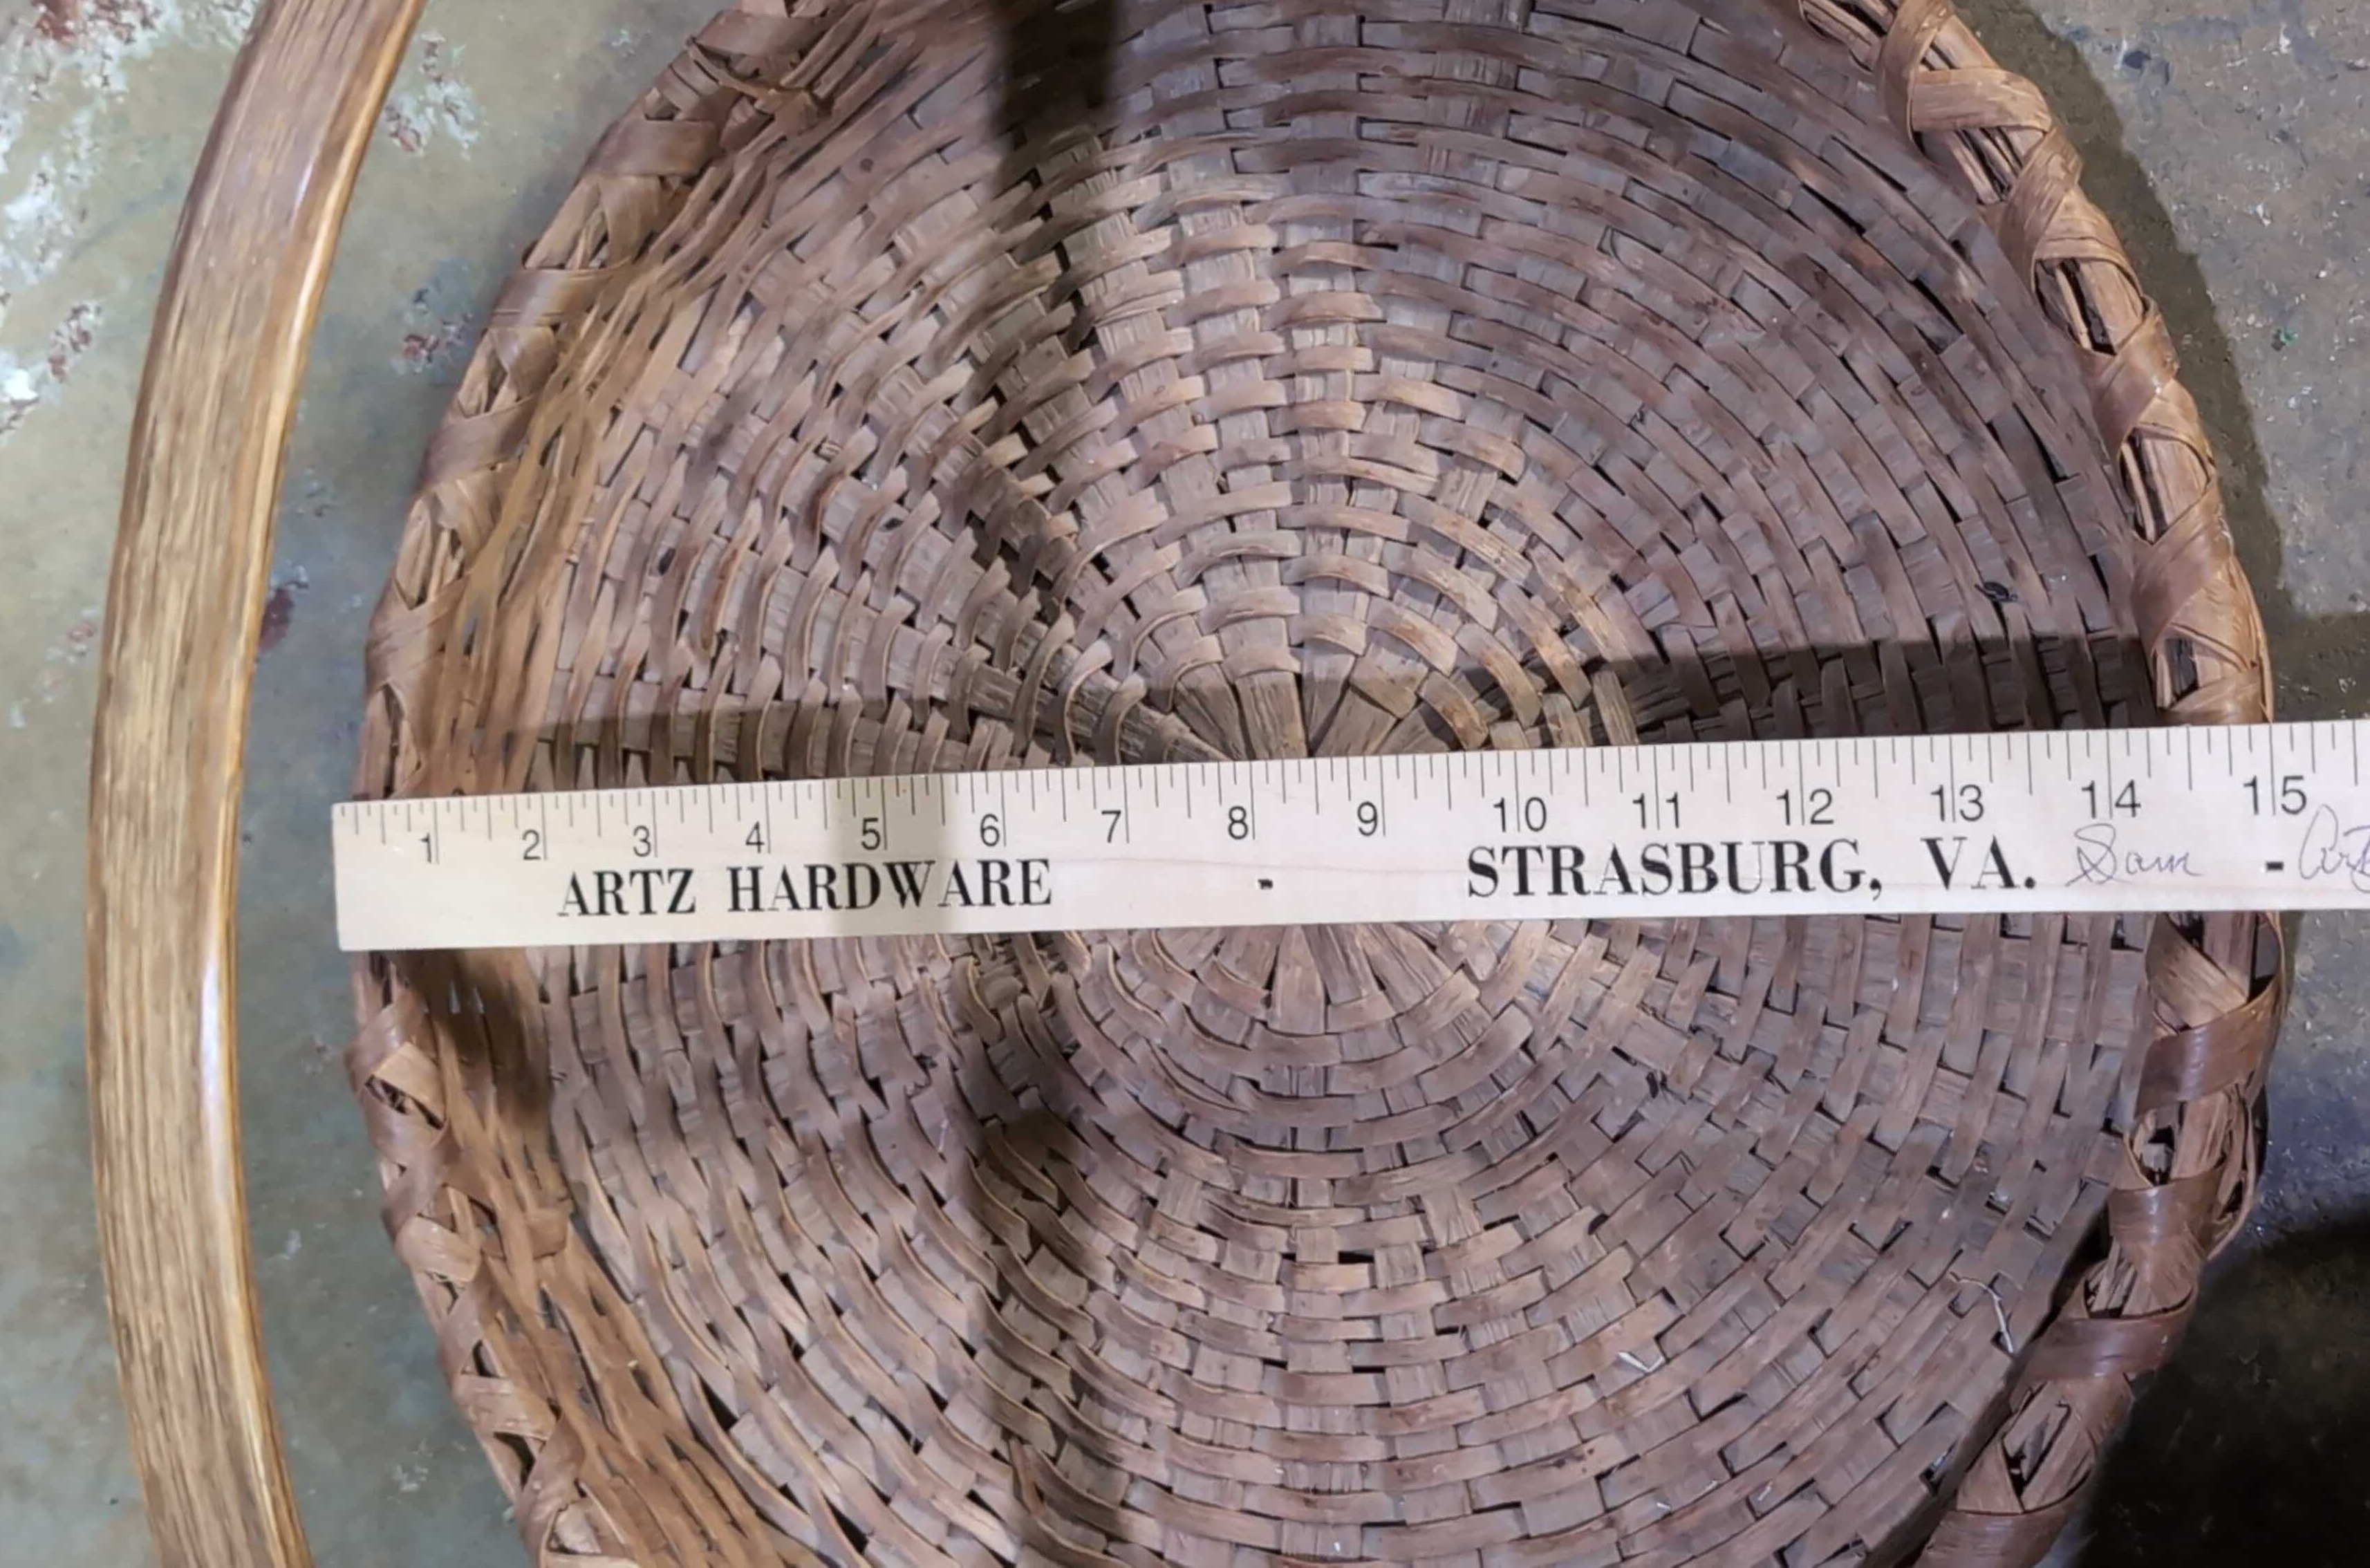 1 2 3 4 5 6 7 8 9 10 11 12 13 14 15
ARTZ HARDWARE - STRASBURG, VA. Sam -